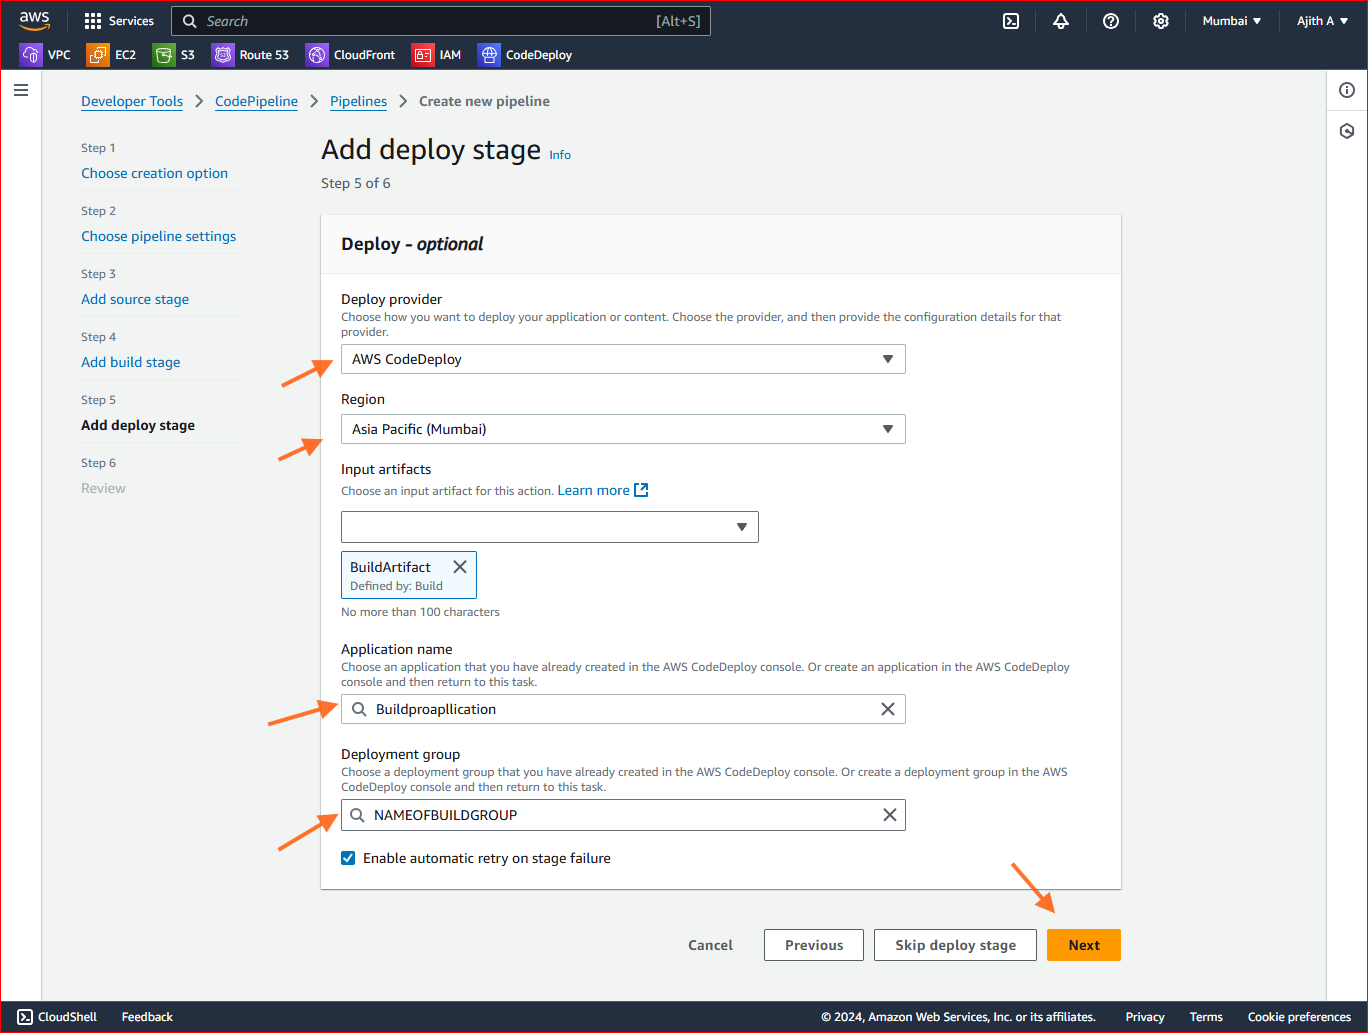 aws
Services
Search
[Alt+S]
Mumbai
Ajith A
VPC
EC2
S3
Route 53
CloudFront
IAM
CodeDeploy
Developer Tools
CodePipeline
Pipelines
Create new pipeline
Step 1
Choose creation option
Step 2
Choose pipeline settings
Step 3
Add source stage
Step 4
Add build stage
Step 5
Add deploy stage
Step 6
Review
Add deploy stage Info
Step 5 of 6
Deploy - optional
Deploy provider
Choose how you want to deploy your application or content. Choose the provider, and then provide the configuration details for that
provider.
AWS CodeDeploy
Region
Asia Pacific (Mumbai)
Input artifacts
Choose an input artifact for this action. Learn more
BuildArtifact
Defined by: Build
No more than 100 characters
Application name
Choose an application that you have already created in the AWS CodeDeploy console. Or create an application in the AWS CodeDeploy
console and then return to this task.
Buildproapllication
Deployment group
Choose a deployment group that you have already created in the AWS CodeDeploy console. Or create a deployment group in the AWS
CodeDeploy console and then return to this task.
NAMEOFBUILDGROUP
Enable automatic retry on stage failure
Cancel
Previous
Skip deploy stage
Next
CloudShell
Feedback
© 2024, Amazon Web Services, Inc. or its affiliates.
Privacy
Terms
Cookie preferences